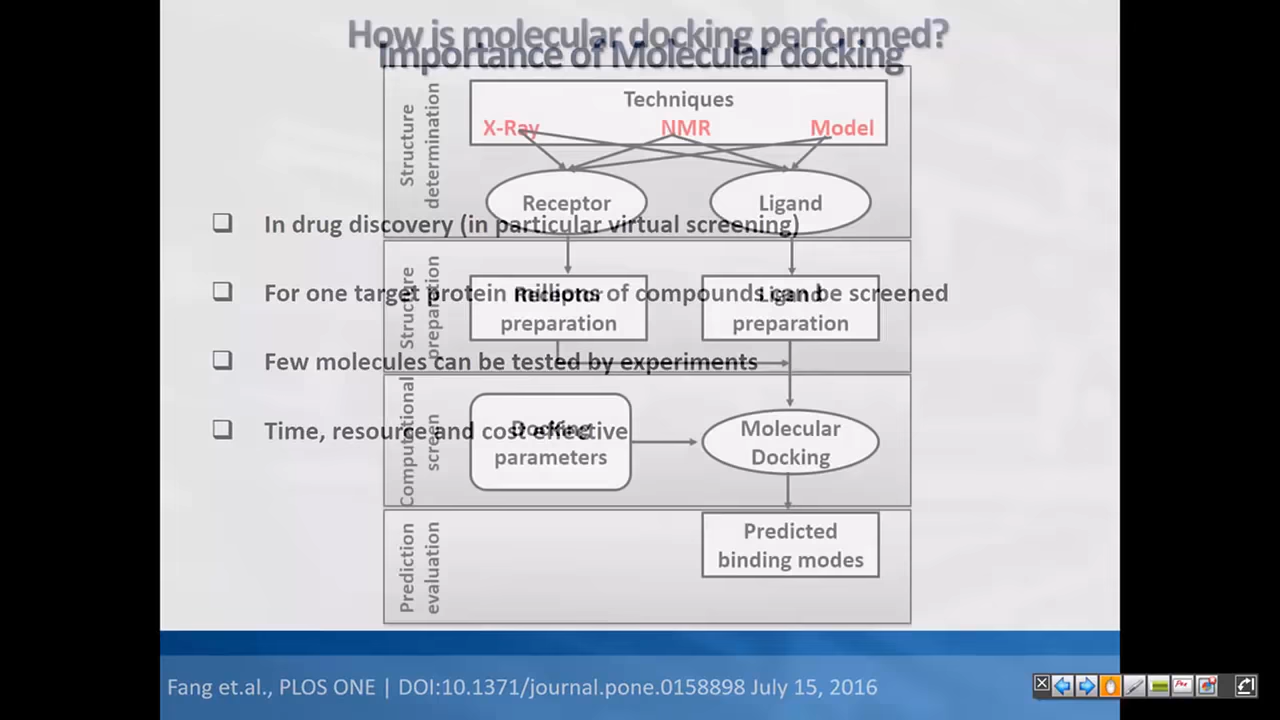 How is molecular docking performed?
Importance of Molecular docking
Structure determination
Techniques
X-Ray NMR Model
Receptor Ligand
❑ In drug discovery (in particular virtual screening)
Structure preparation
❑ For one target protein millions of compounds can be screened
Receptor preparation
Ligand preparation
❑ Few molecules can be tested by experiments
Computational screen
❑ Time, resource and cost effective
Docking parameters
Molecular
Docking
Prediction evaluation
Predicted
binding modes
Fang et.al., PLOS ONE | DOI:10.1371/journal.pone.0158898 July 15, 2016